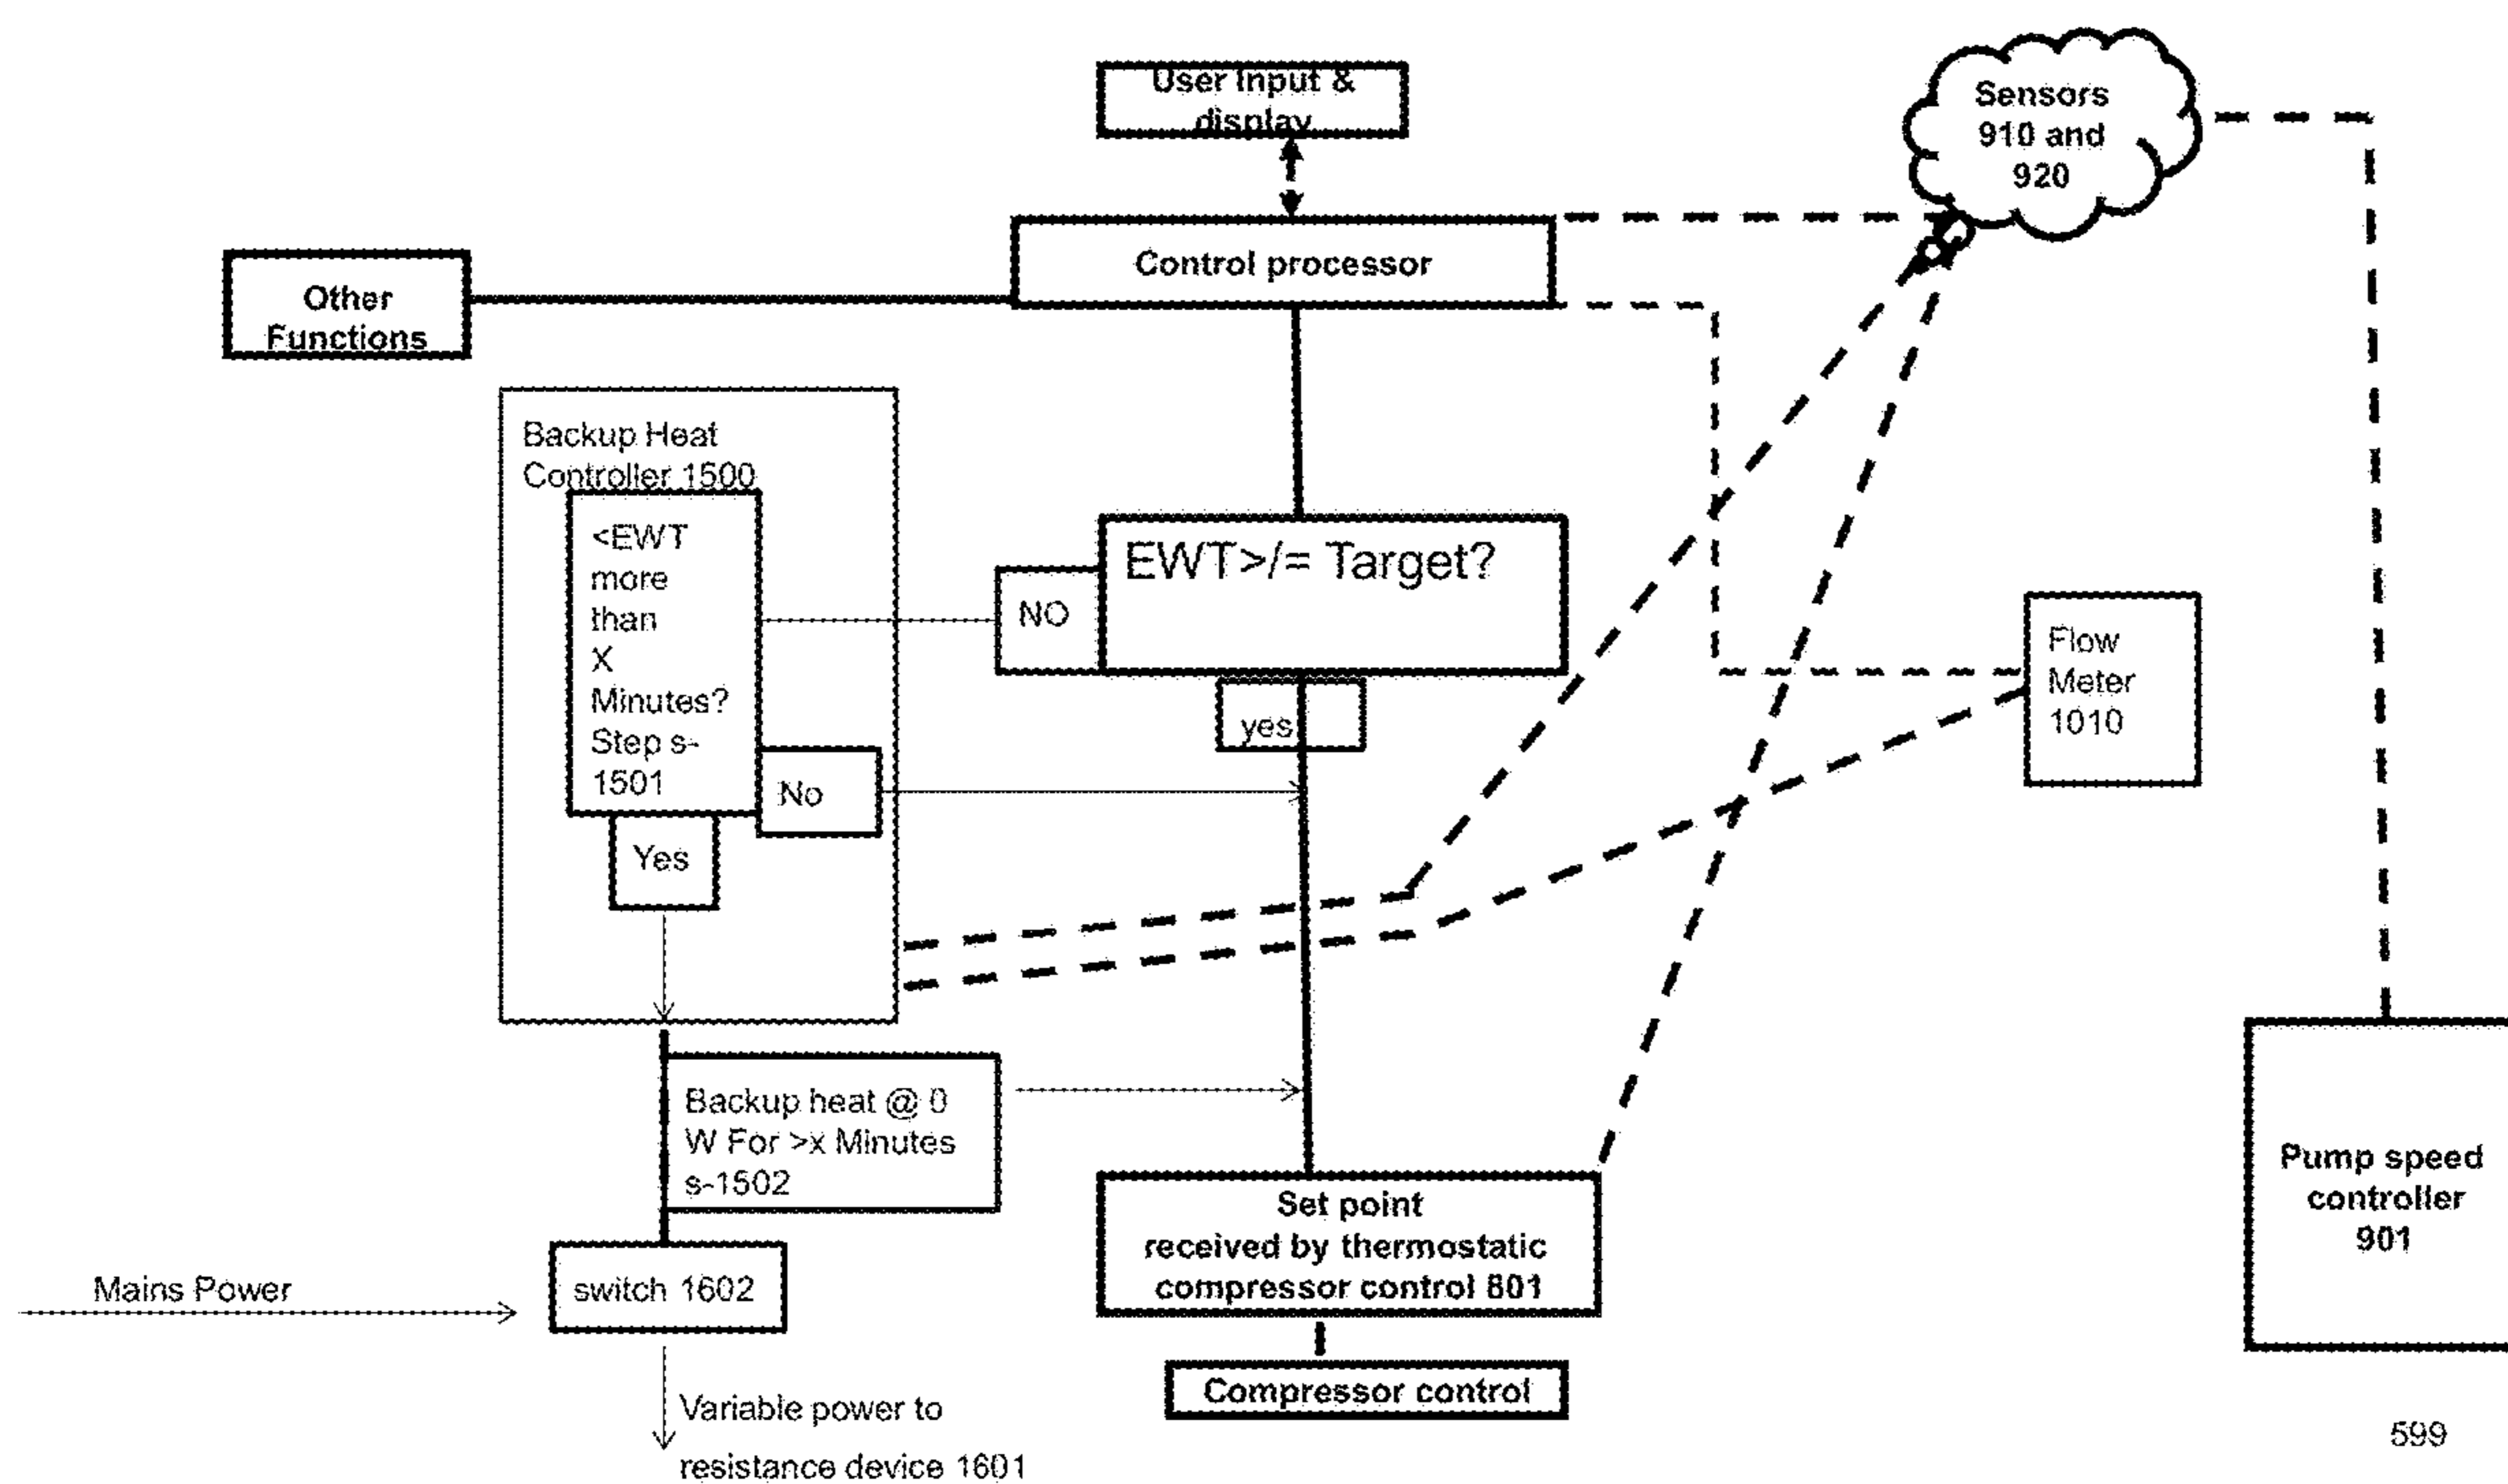 User Input &
display
Sensors
910 and
920
Control processor
Other
Functions
Backup Heat
Controller 1500
<EWT
more
than
X
Minutes?
Step s-
1501
No
Yes
EWT>/= Target?
NO
yes
Flow
Meter
1010
Backup heat @ 0
W For >x Minutes
s-1502
Mains Power
switch 1602
Variable power to
resistance device 1601
Set point
received by thermostatic
compressor control 801
Compressor control
Pump speed
controller
901
599